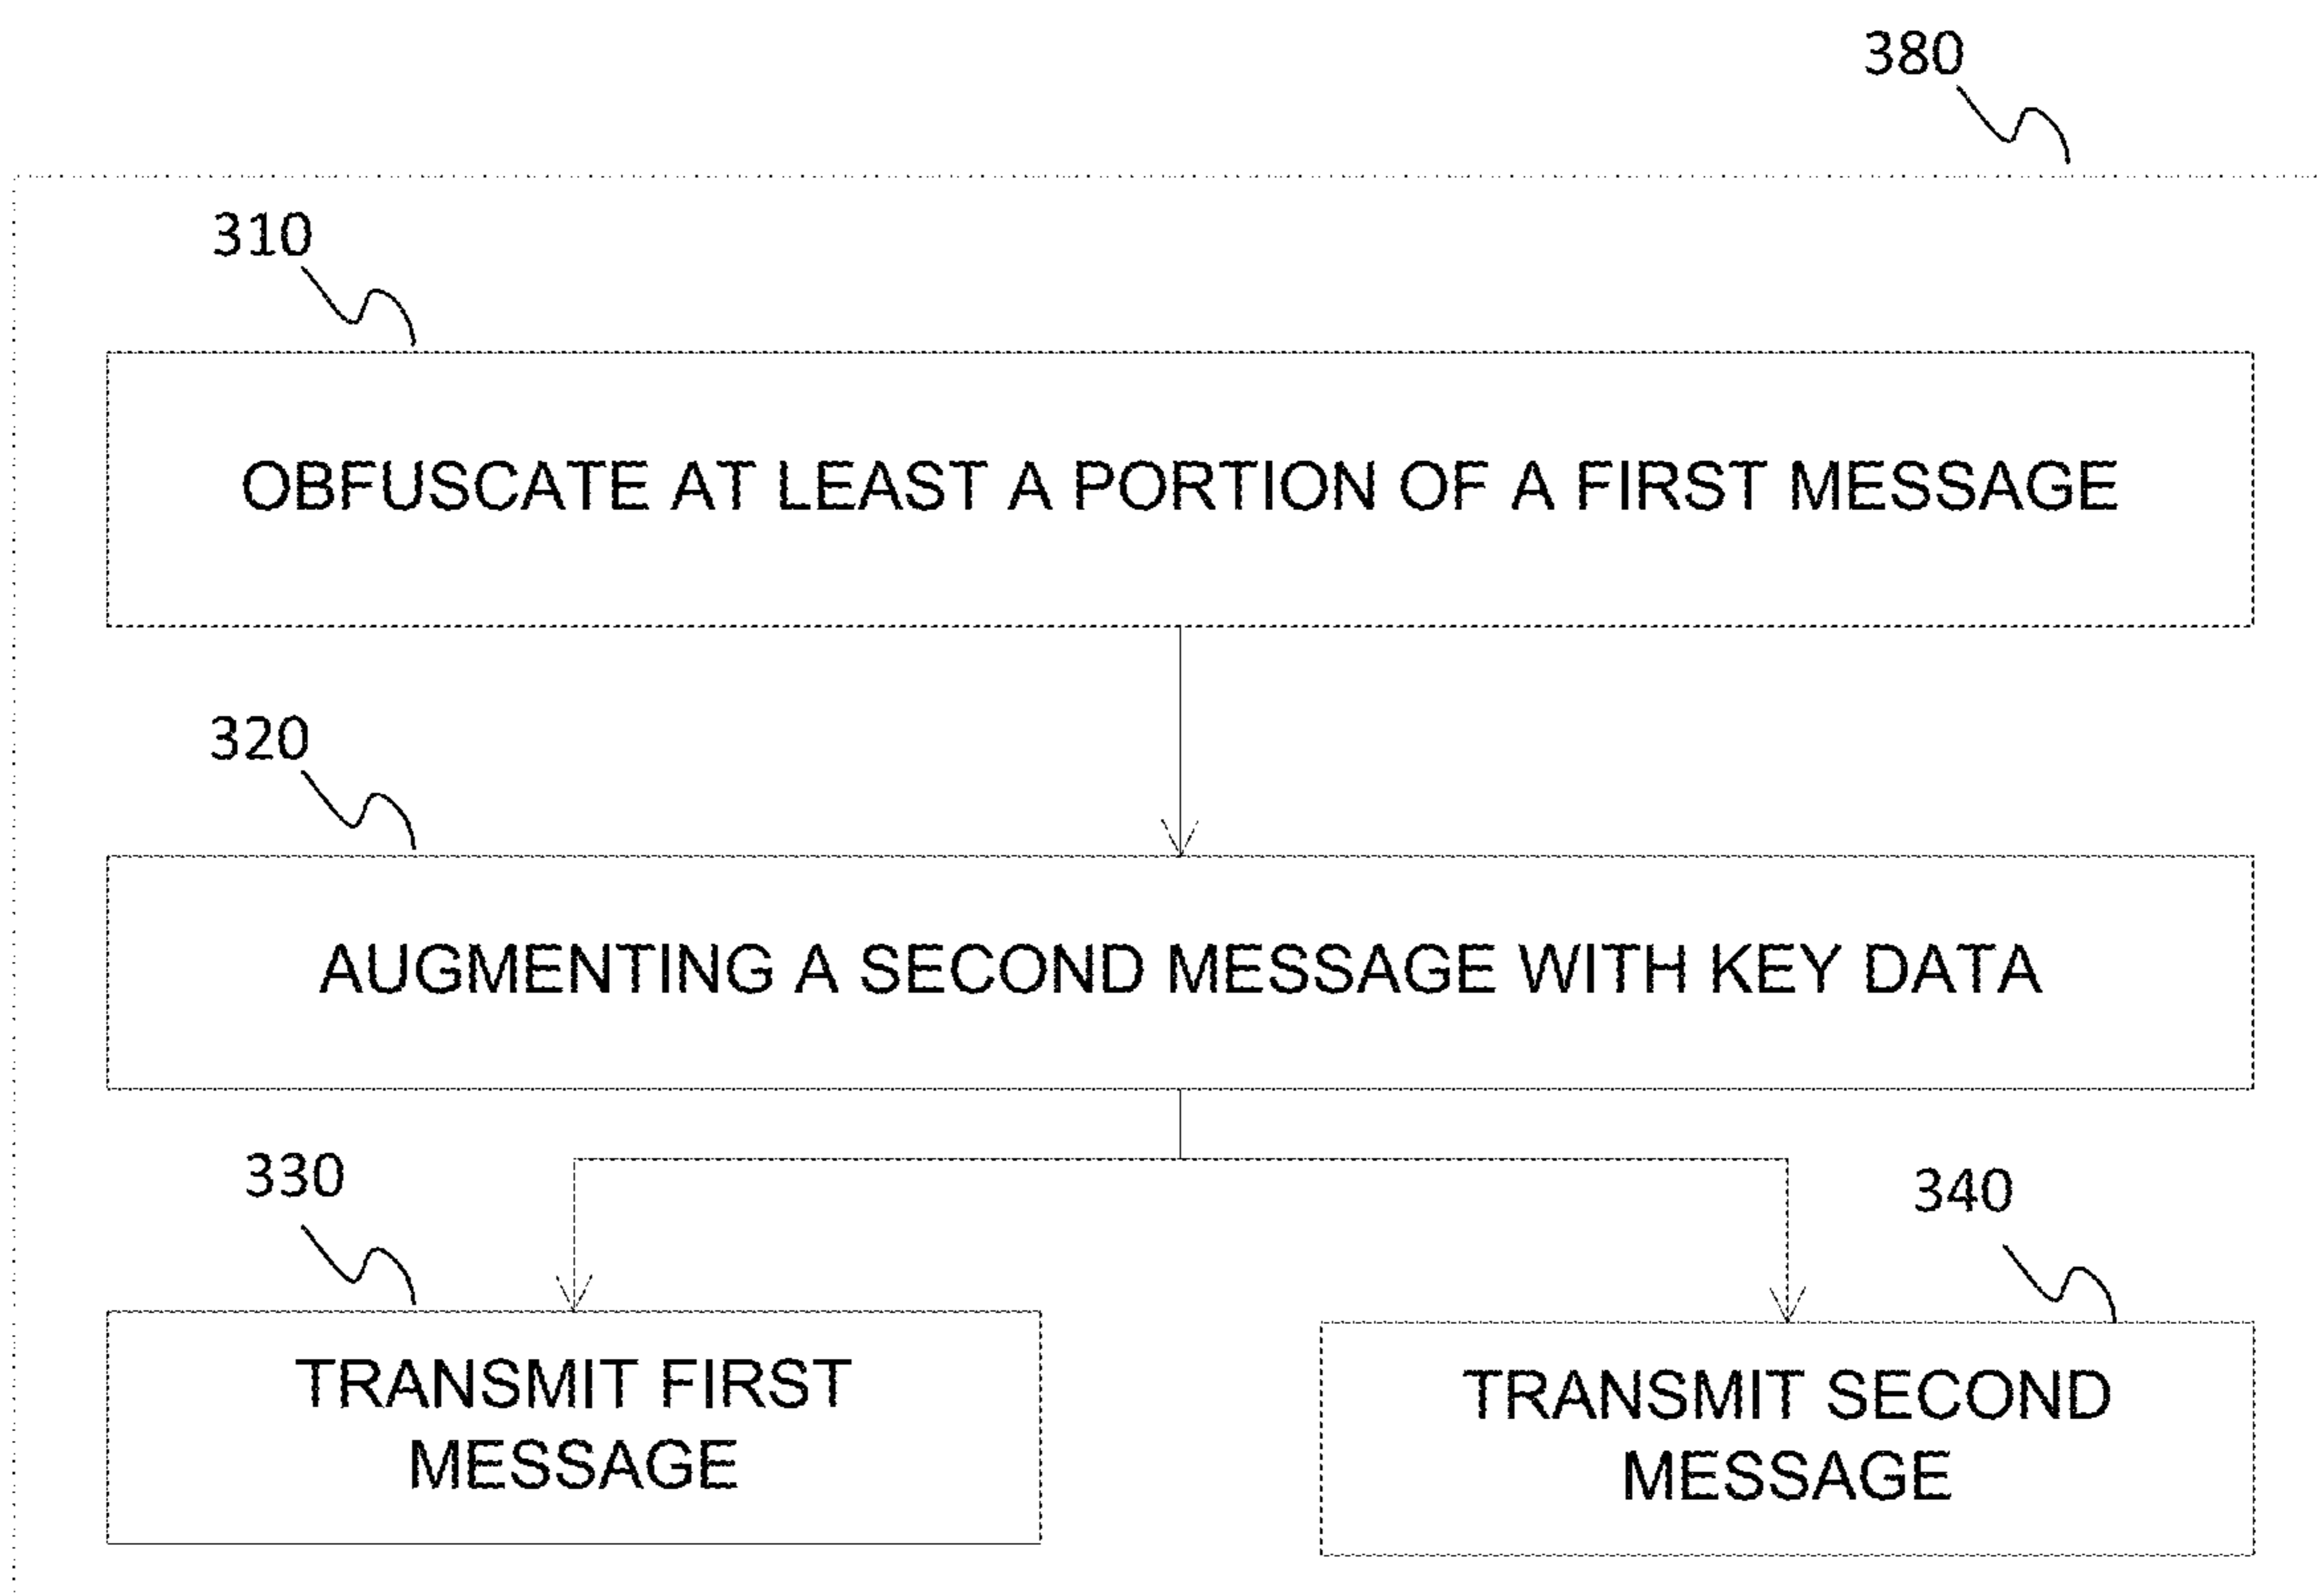 380
310
OBFUSCATE AT LEAST A PORTION OF A FIRST MESSAGE
320
AUGMENTING A SECOND MESSAGE WITH KEY DATA
330
340
TRANSMIT FIRST
MESSAGE
TRANSMIT SECOND
MESSAGE